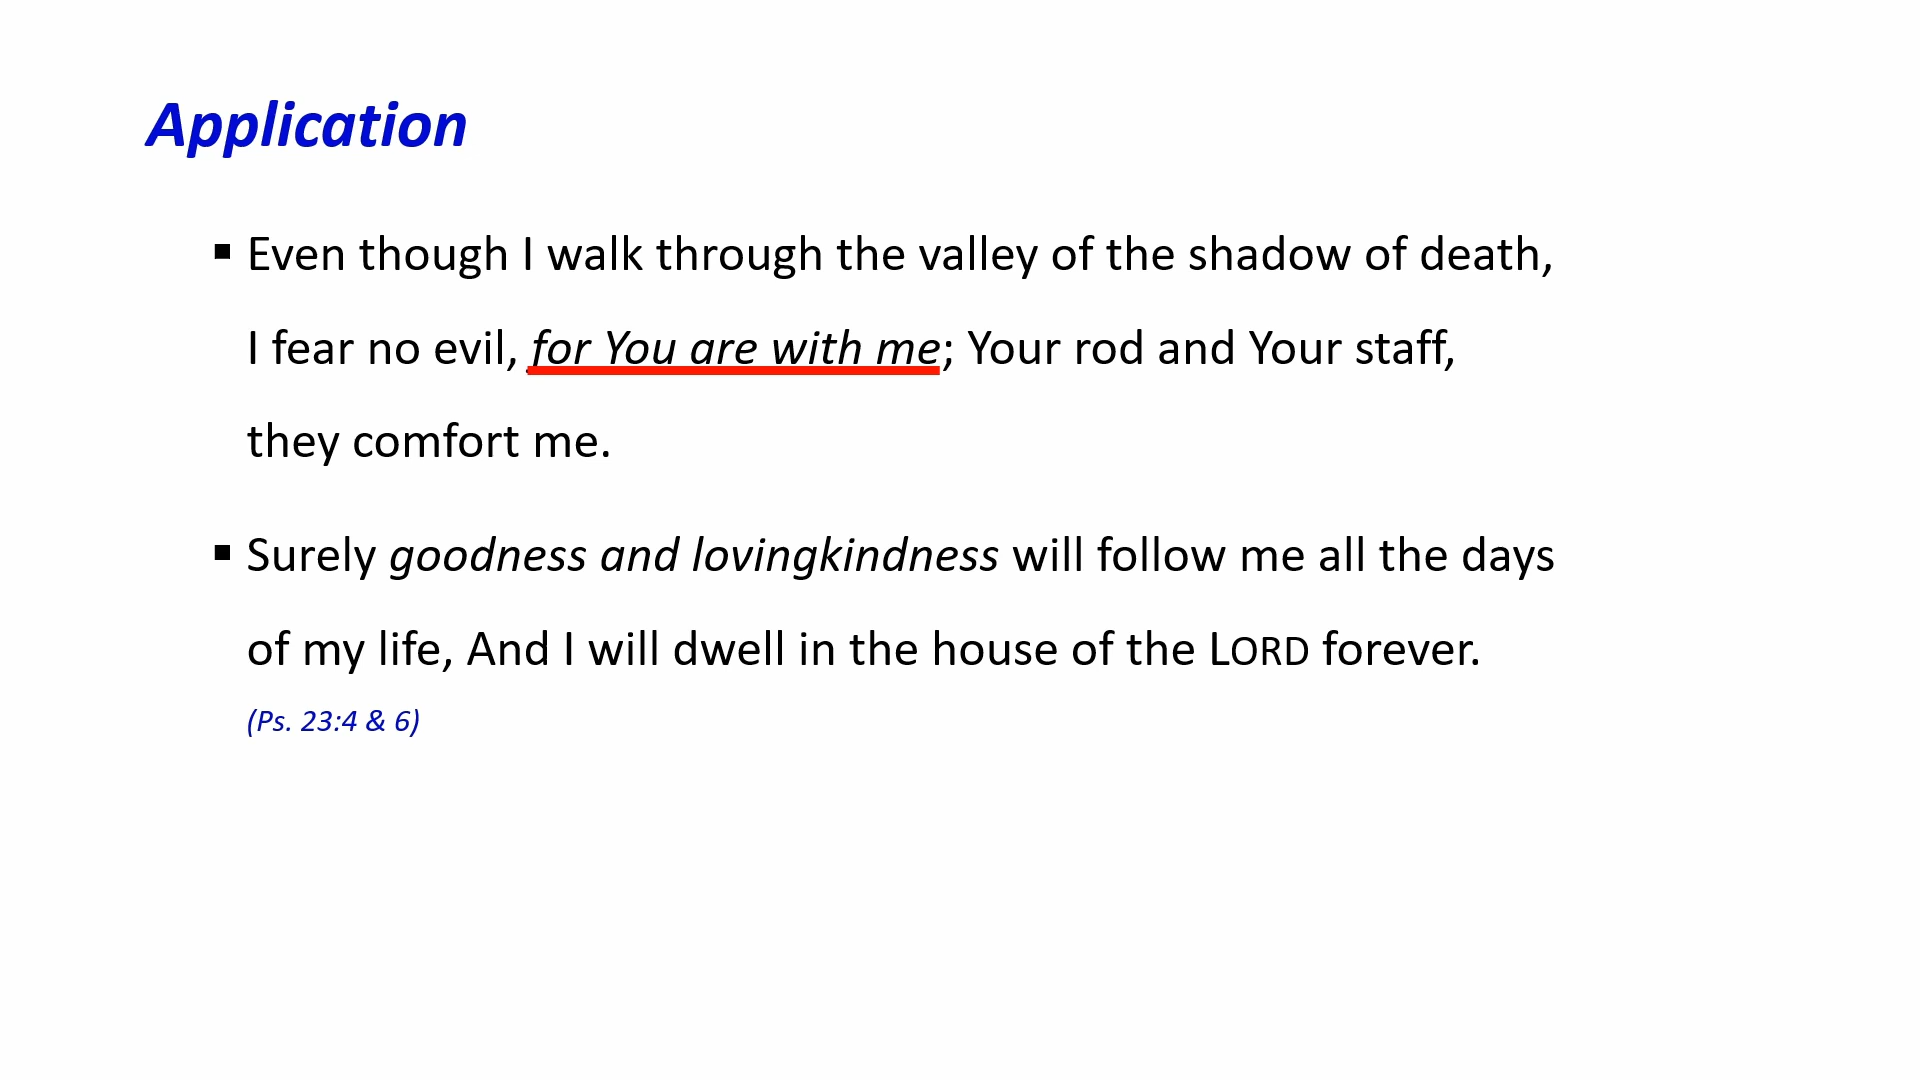 Application
▪ Even though I walk through the valley of the shadow of death,
I fear no evil, for You are with me; Your rod and Your staff,
they comfort me.
▪ Surely goodness and lovingkindness will follow me all the days
of my life, And I will dwell in the house of the LORD forever.
(Ps. 23:4 & 6)